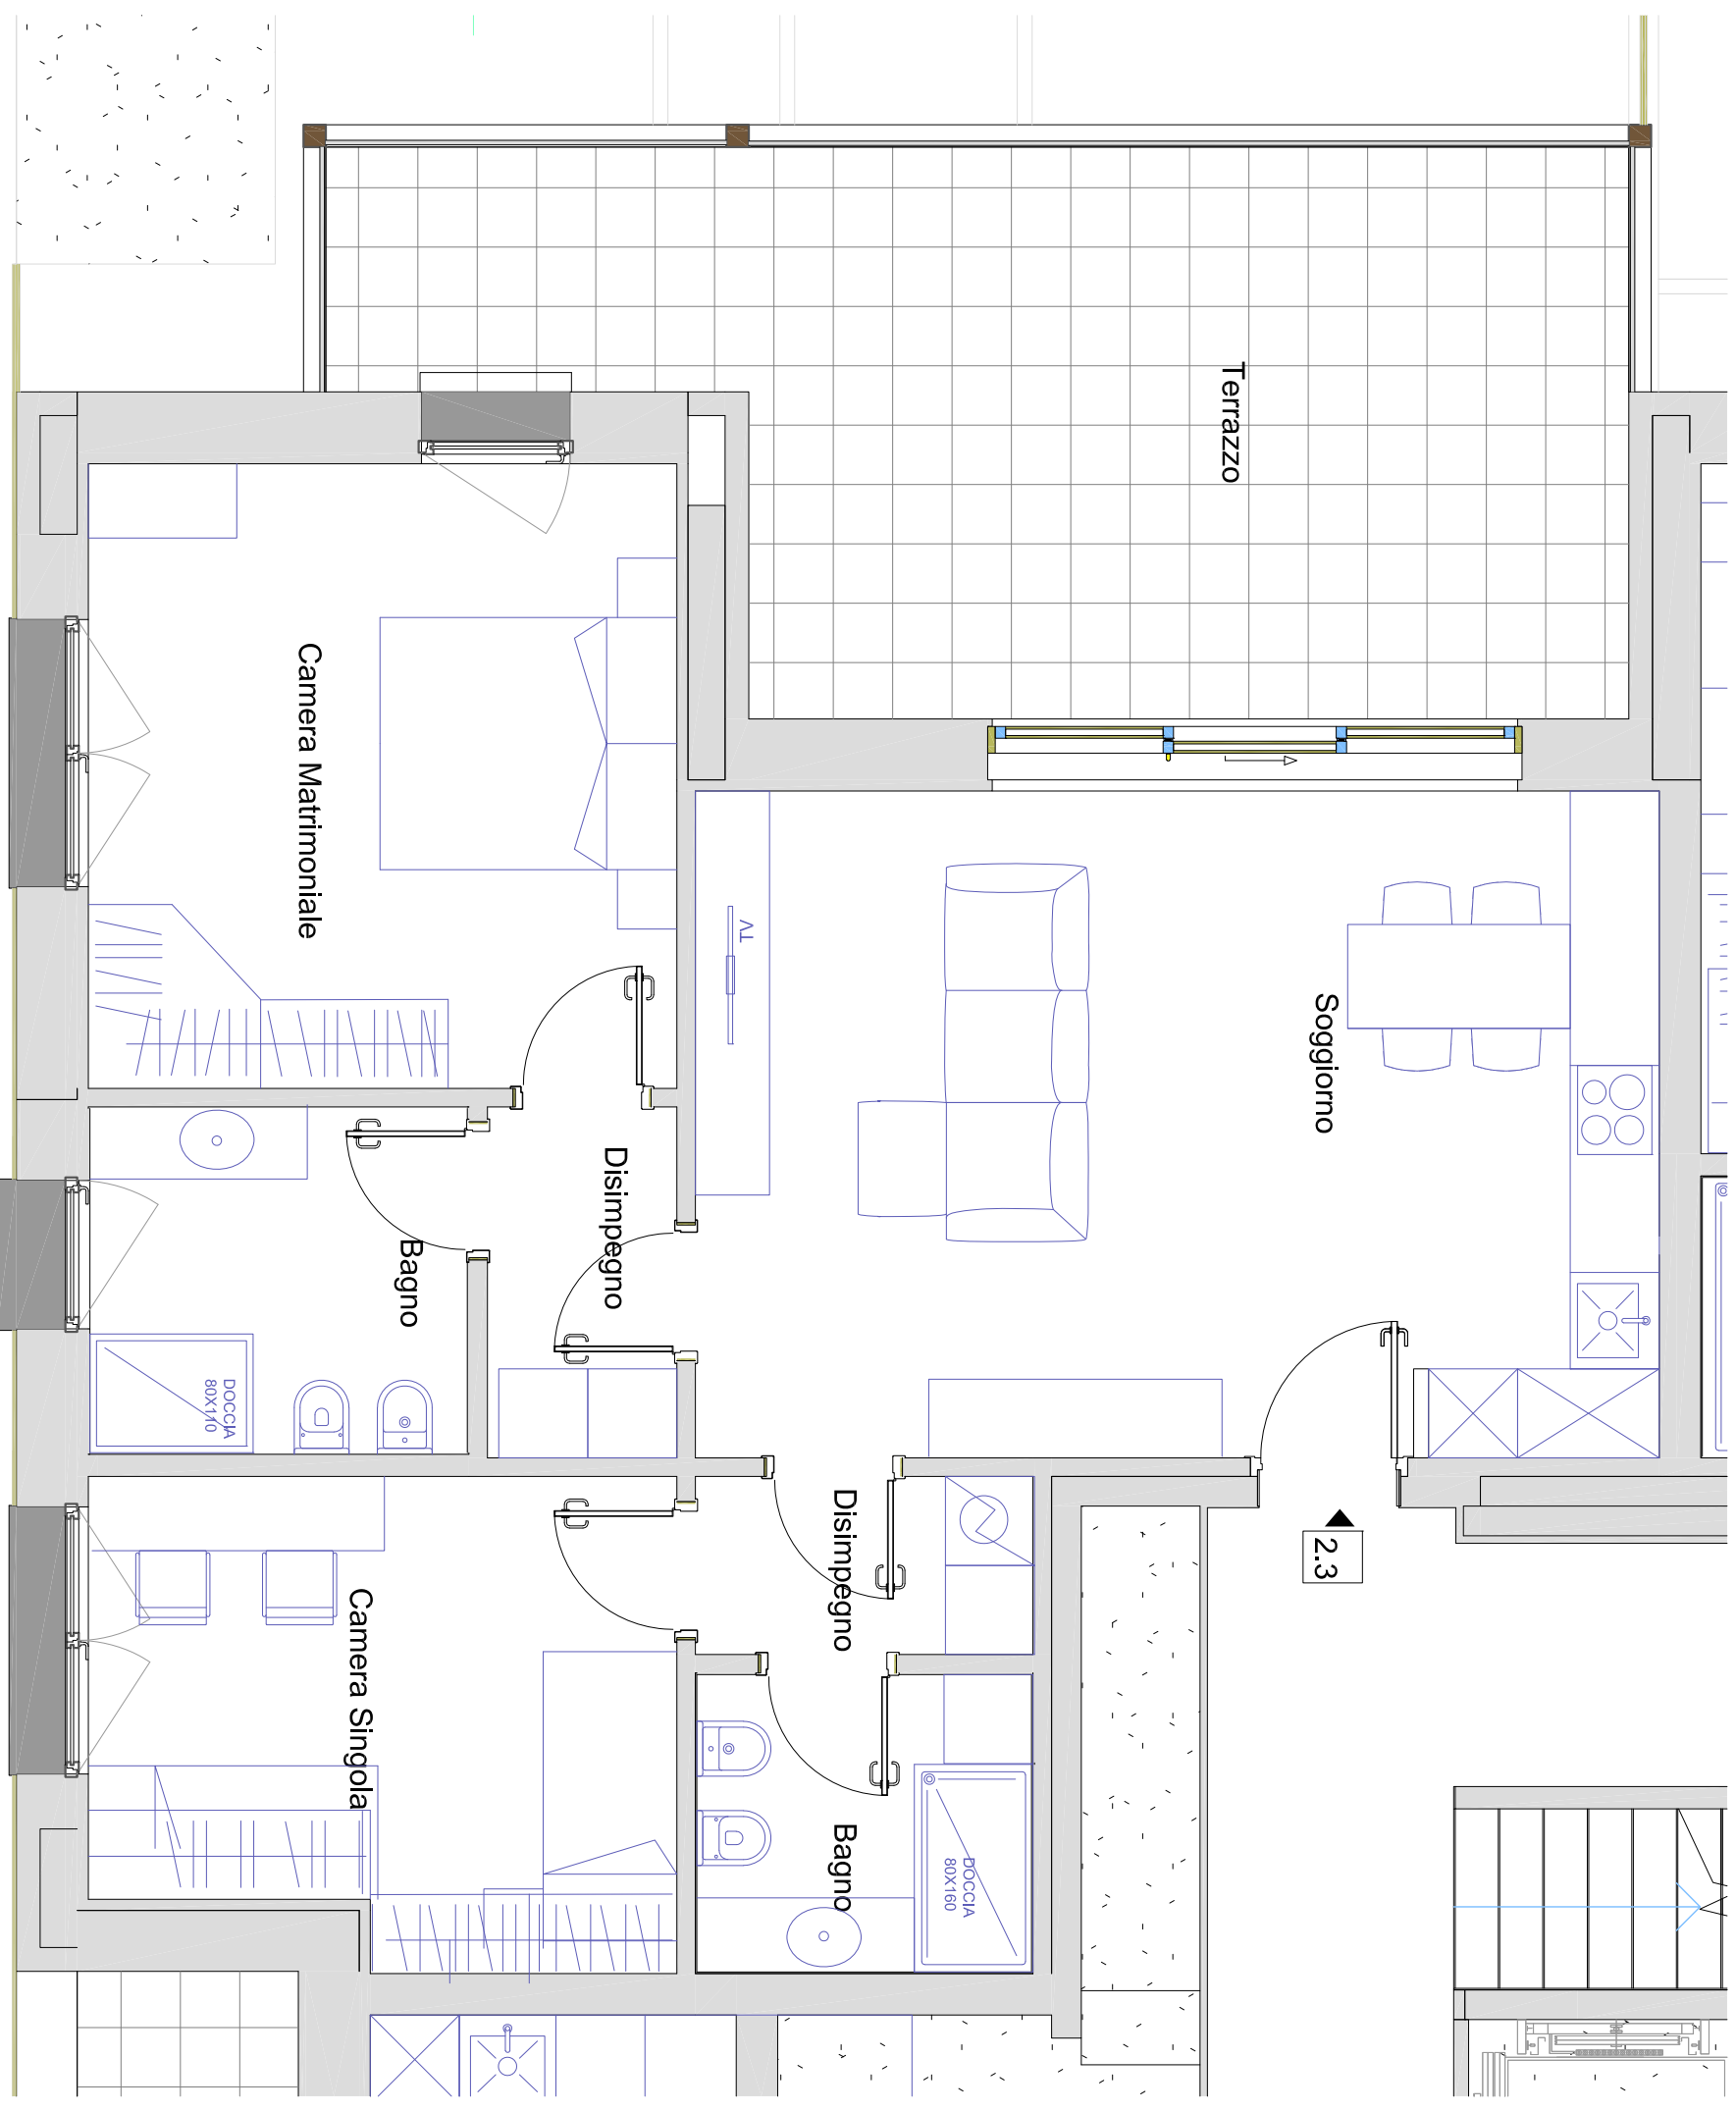 Terrazzo
Camera Matrimoniale
TV
Soggiorno
Disimpegno
Bagno
DOCCIA
80X110
Disimpegno
2.3
Camera Singola
Bagno
DOCCIA
80X160